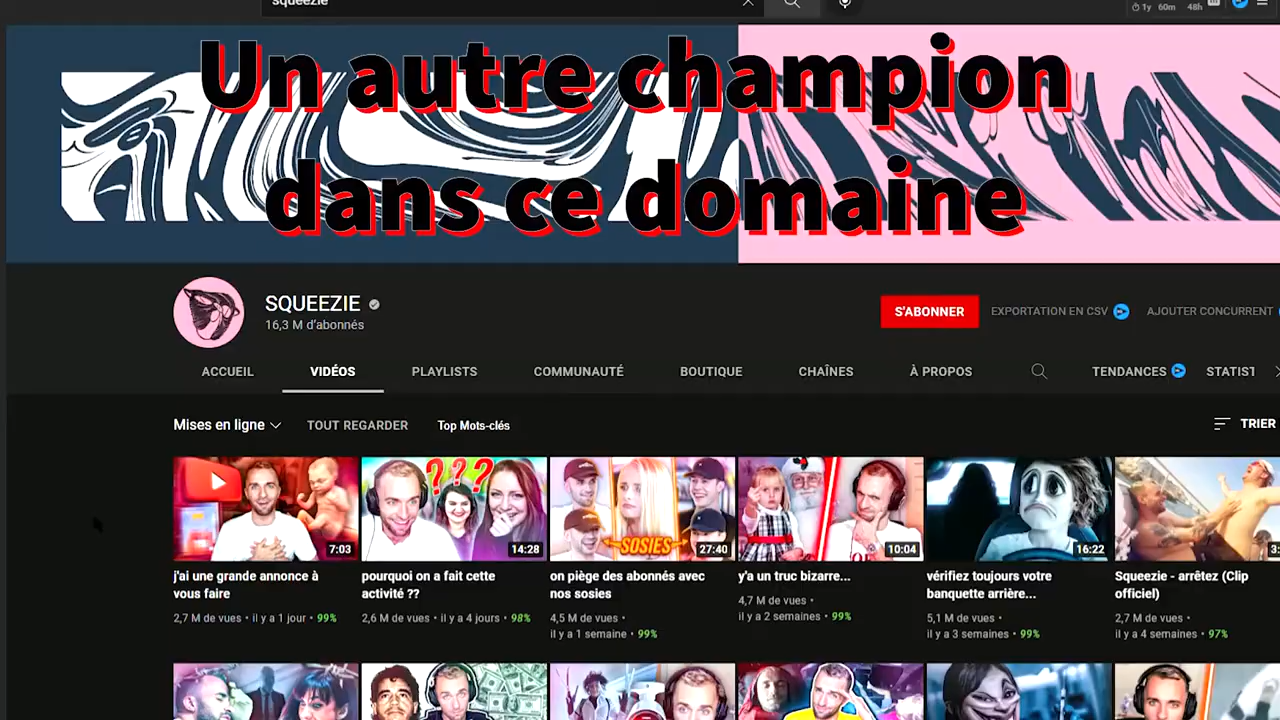 squeezie
1y 60m 48h
Un autre champion
dans ce domaine
SQUEEZIE
16,3 M d'abonnés
S'ABONNER
EXPORTATION EN CSV
AJOUTER CONCURRENT
ACCUEIL
VIDÉOS
PLAYLISTS
COMMUNAUTÉ
BOUTIQUE
CHAÎNES
À PROPOS
TENDANCES
STATIST
Mises en ligne
TOUT REGARDER
Top Mots-clés
TRIER
7:03
???
14:28
SOSIES
27:40
10:04
16:22
3:
j'ai une grande annonce à
vous faire
2,7 M de vues • il y a 1 jour • 99%
pourquoi on a fait cette
activité ??
2,6 M de vues • il y a 4 jours • 98%
on piège des abonnés avec
nos sosies
4,5 M de vues •
il y a 1 semaine • 99%
y'a un truc bizarre...
4,7 M de vues •
il y a 2 semaines • 99%
vérifiez toujours votre
banquette arrière...
5,1 M de vues •
il y a 3 semaines • 99%
Squeezie - arrêtez (Clip
officiel)
2,7 M de vues •
il y a 4 semaines • 97%